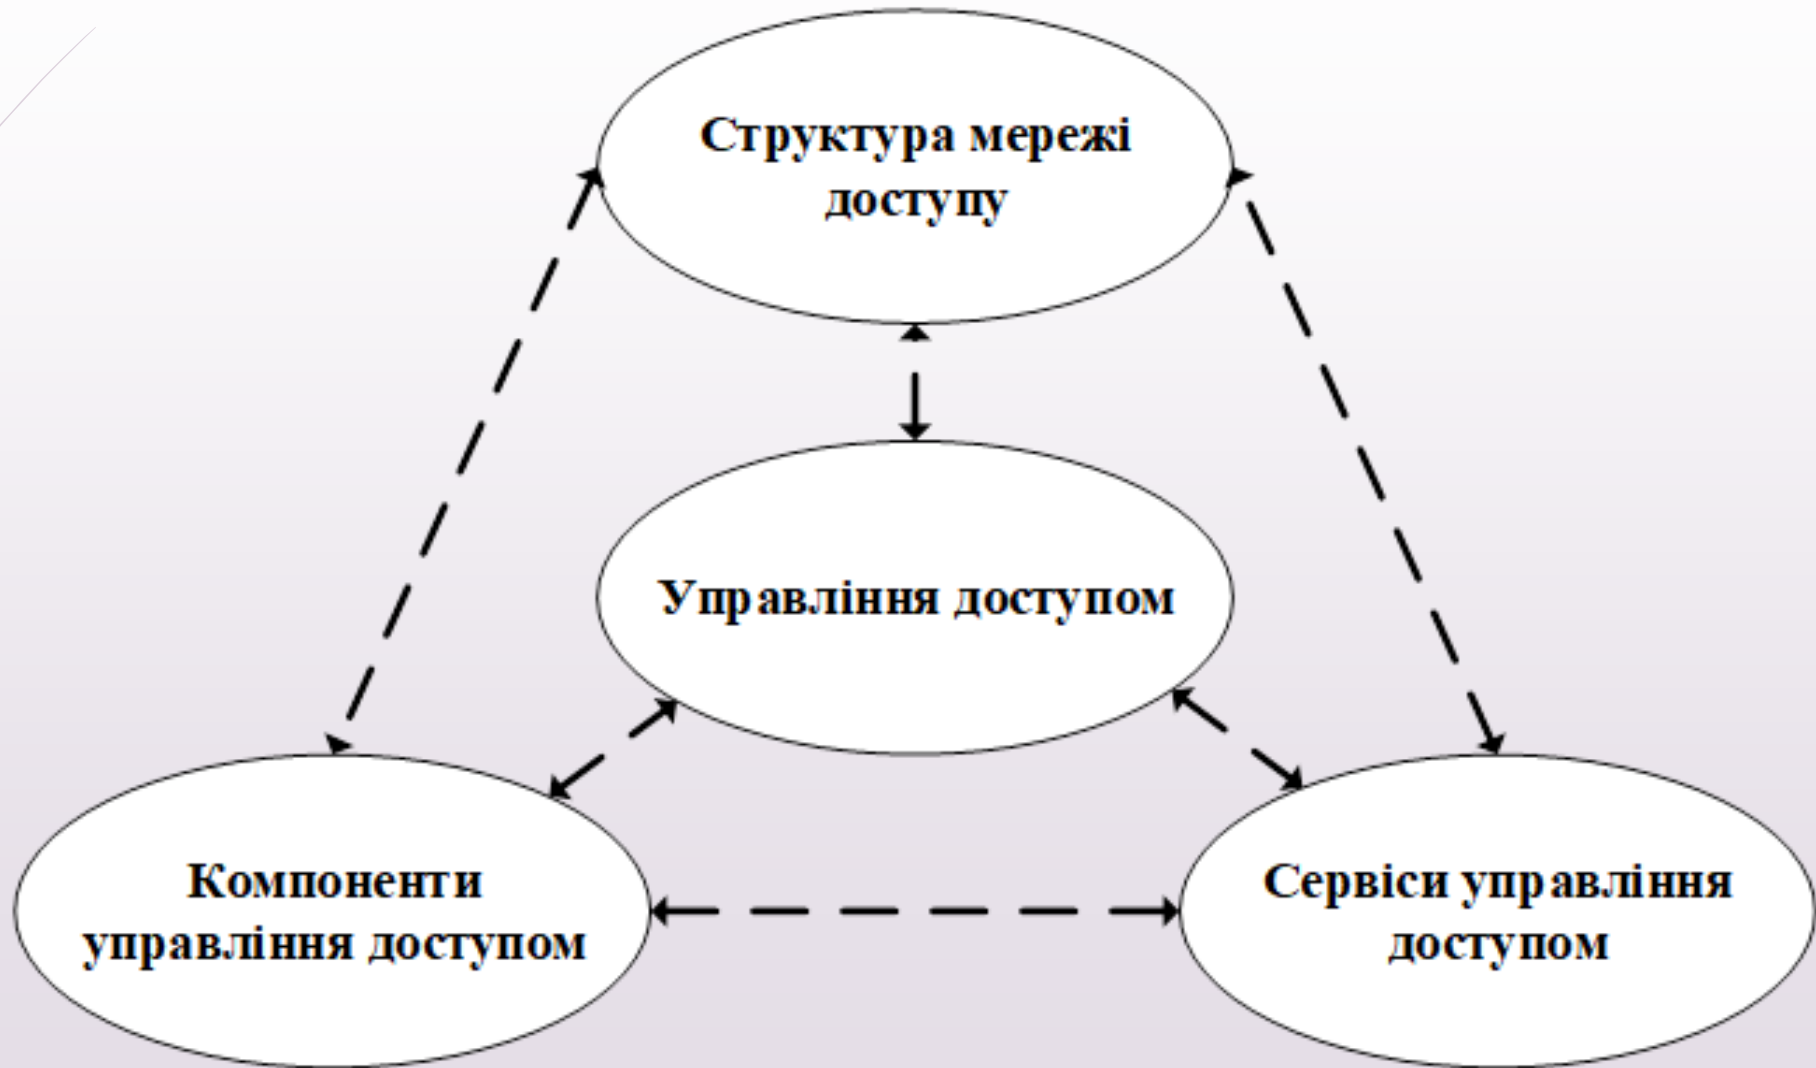 Структура мережі
доступу
Управління доступом
Компоненти
управління доступом
Сервіси управління
доступом